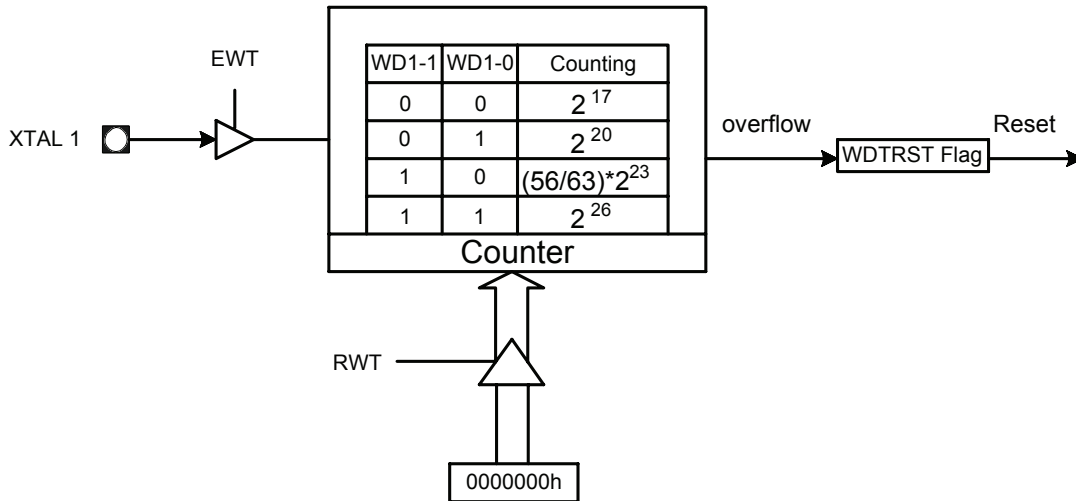 EWT
XTAL 1
WD1-1 WD1-0 Counting
0 0 2^17
0 1 2^20
1 0 (56/63)*2^23
1 1 2^26
Counter
overflow
WDTRST Flag
Reset
RWT
0000000h